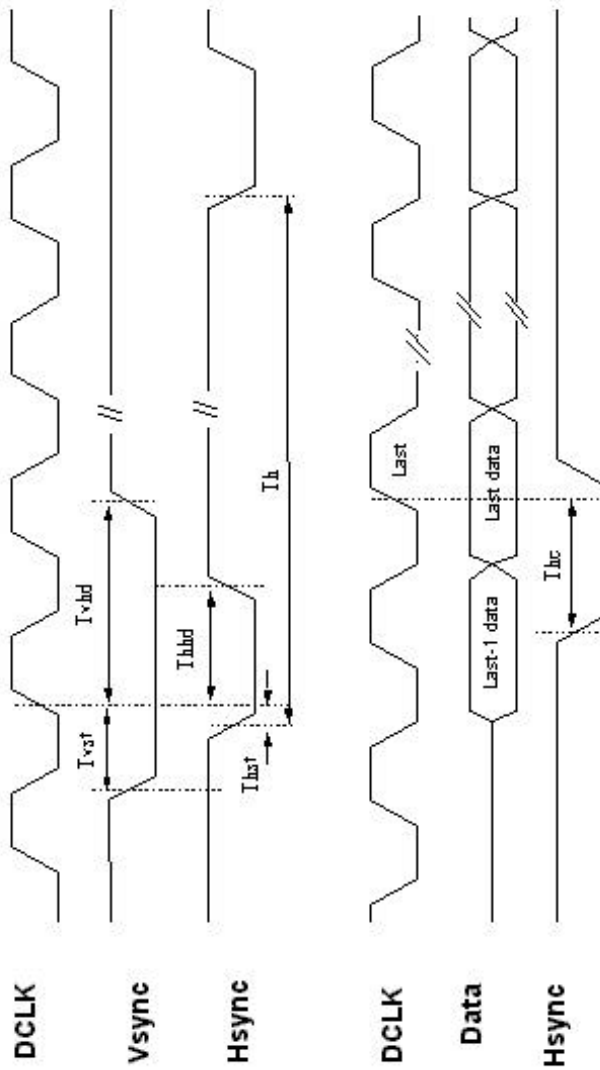 DCLK
Vsync
Tvst
Tvhd
Hsync
Thst
Thhd
Th
DCLK
Last
Data
Last-1 data
Last data
Hsync
Thc